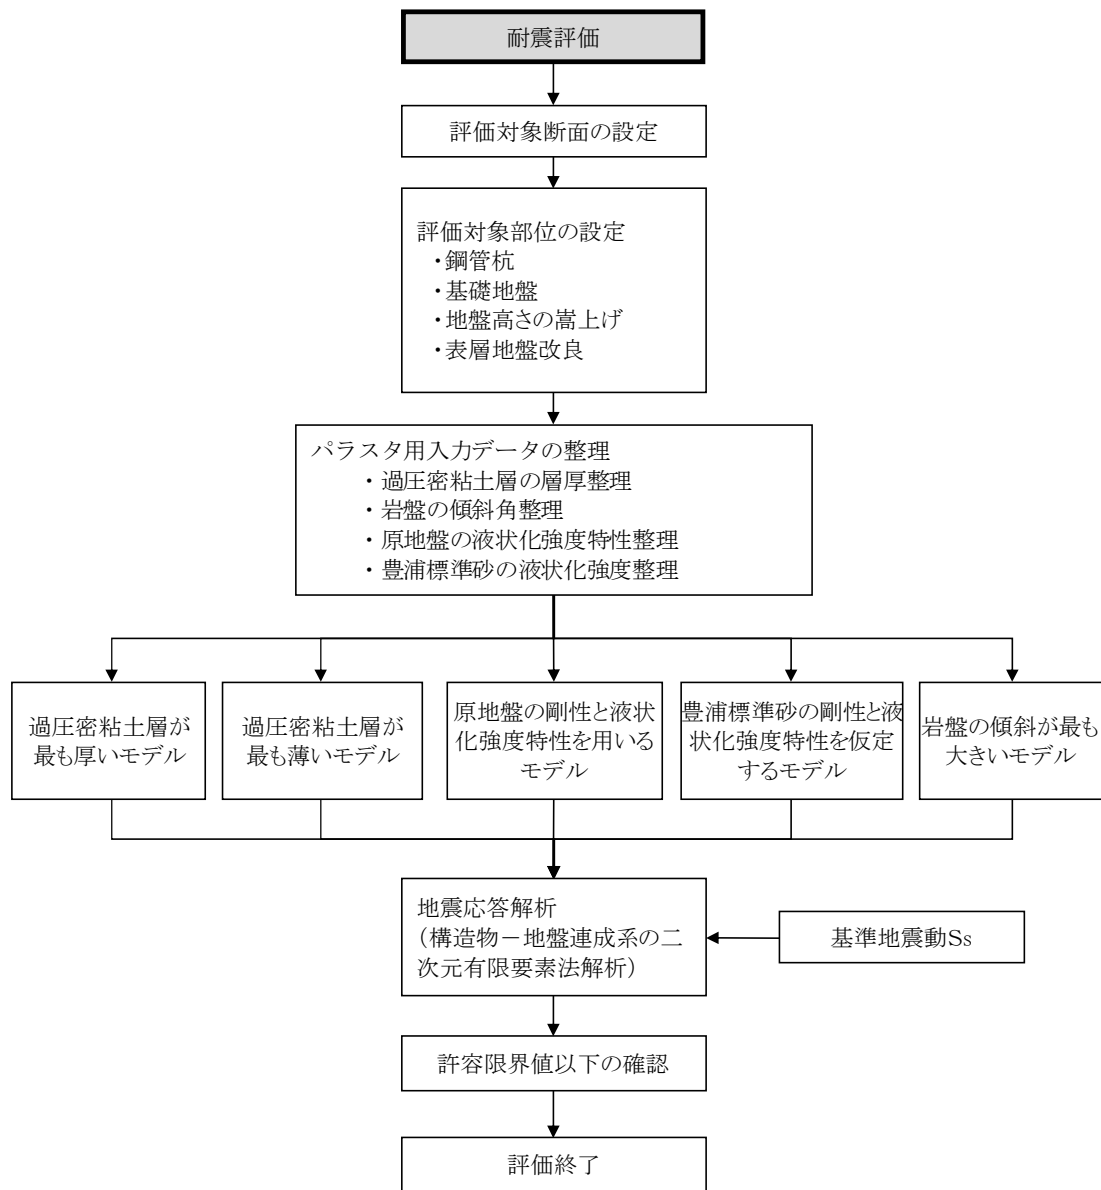 耐震評価
評価対象断面の設定
評価対象部位の設定
・鋼管杭
・基礎地盤
・地盤高さの嵩上げ
・表層地盤改良
パラスタ用入力データの整理
・過圧密粘土層の層厚整理
・岩盤の傾斜角整理
・原地盤の液状化強度特性整理
・豊浦標準砂の液状化強度整理
過圧密粘土層が
最も厚いモデル
過圧密粘土層が
最も薄いモデル
原地盤の剛性と液状
化強度特性を用いる
モデル
豊浦標準砂の剛性と液
状化強度特性を仮定
するモデル
岩盤の傾斜が最も
大きいモデル
地震応答解析
（構造物－地盤連成系の二
次元有限要素法解析）
基準地震動Ss
許容限界値以下の確認
評価終了